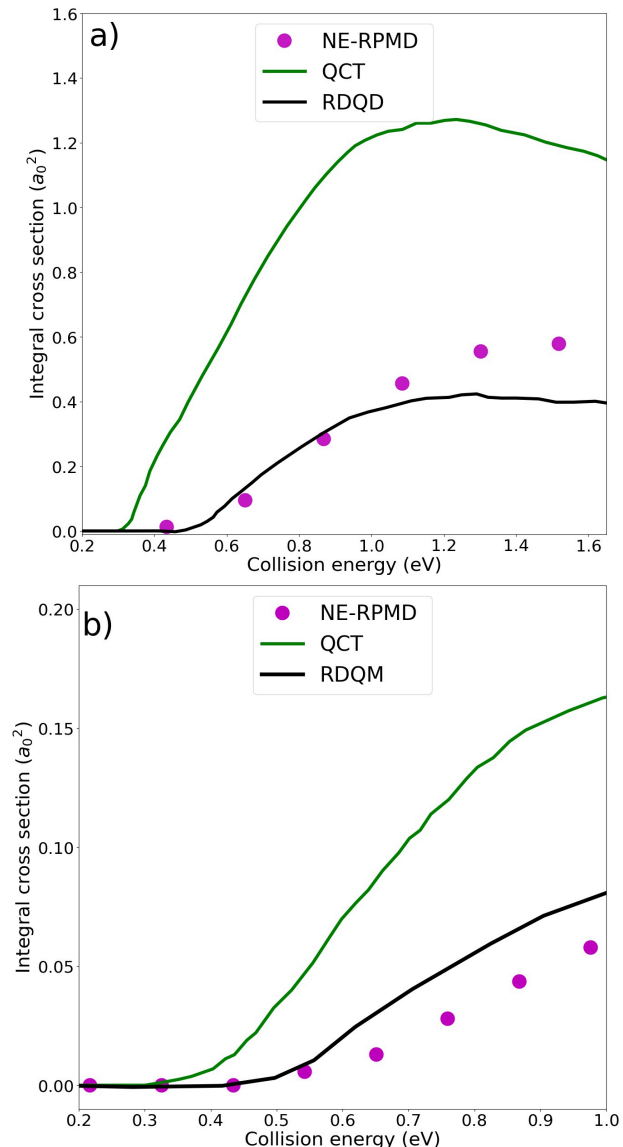 a)
NE-RPMD
QCT
RDQD
Integral cross section (a₀²)
1.6
1.4
1.2
1.0
0.8
0.6
0.4
0.2
0.0
0.2 0.4 0.6 0.8 1.0 1.2 1.4 1.6
Collision energy (eV)
b)
NE-RPMD
QCT
RDQM
Integral cross section (a₀²)
0.20
0.15
0.10
0.05
0.00
0.2 0.3 0.4 0.5 0.6 0.7 0.8 0.9 1.0
Collision energy (eV)